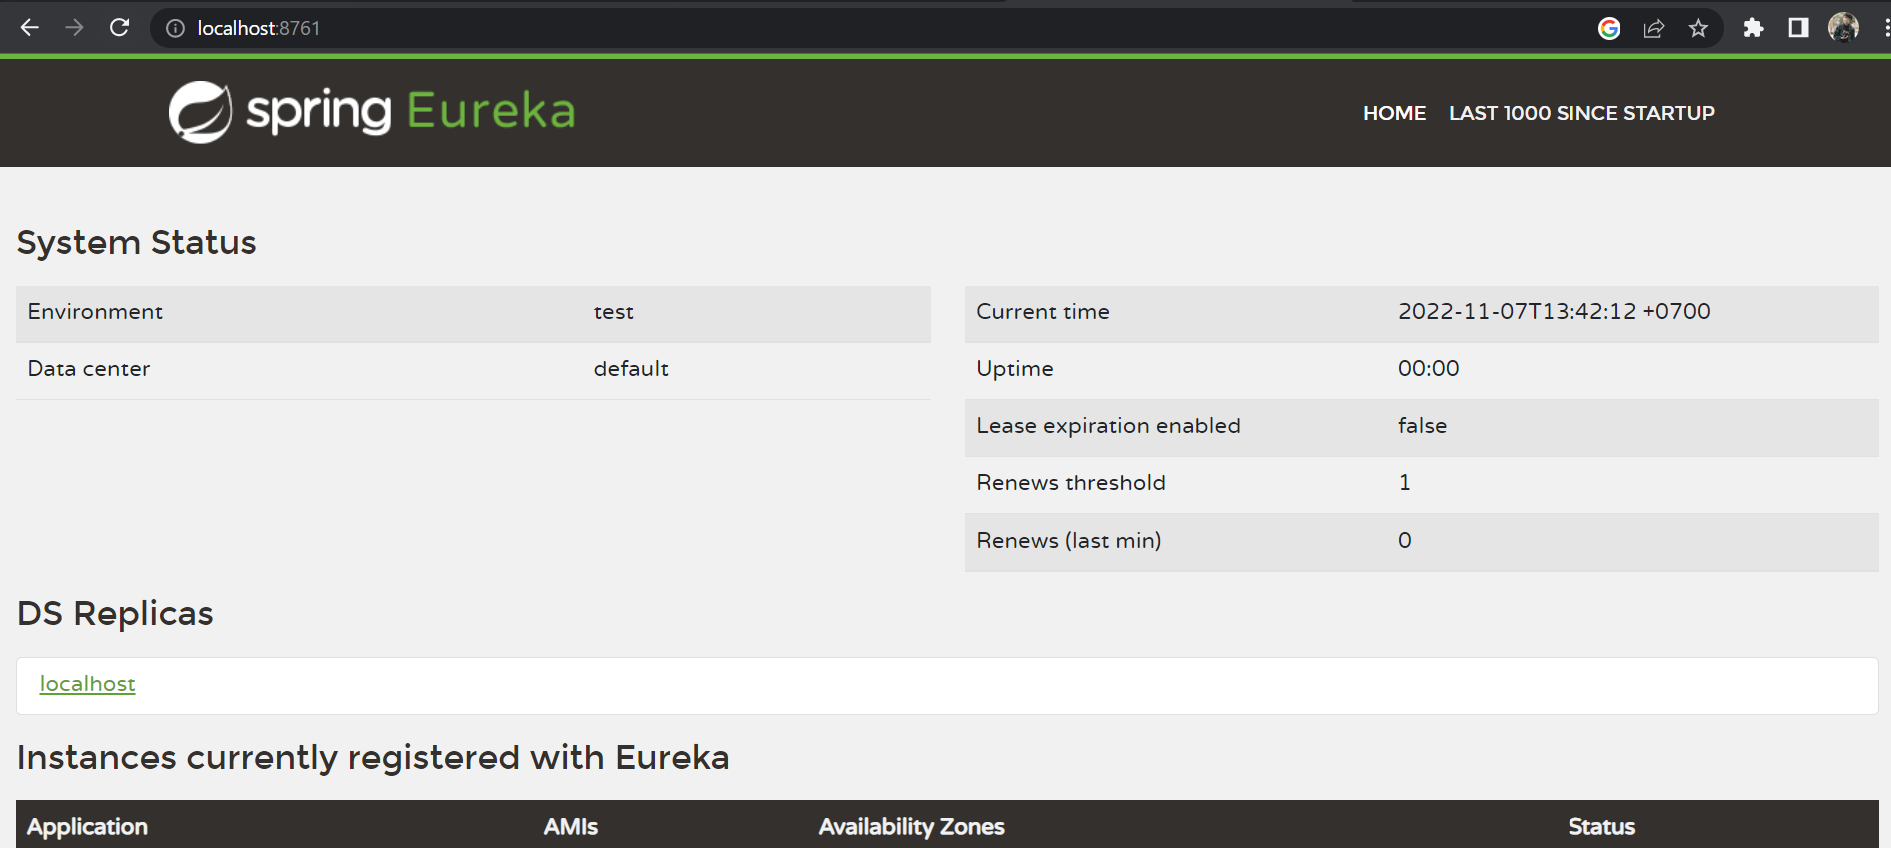 localhost:8761
spring Eureka
HOME LAST 1000 SINCE STARTUP
System Status
Environment test
Data center default
Current time 2022-11-07T13:42:12 +0700
Uptime 00:00
Lease expiration enabled false
Renews threshold 1
Renews (last min) 0
DS Replicas
localhost
Instances currently registered with Eureka
Application AMIs Availability Zones Status